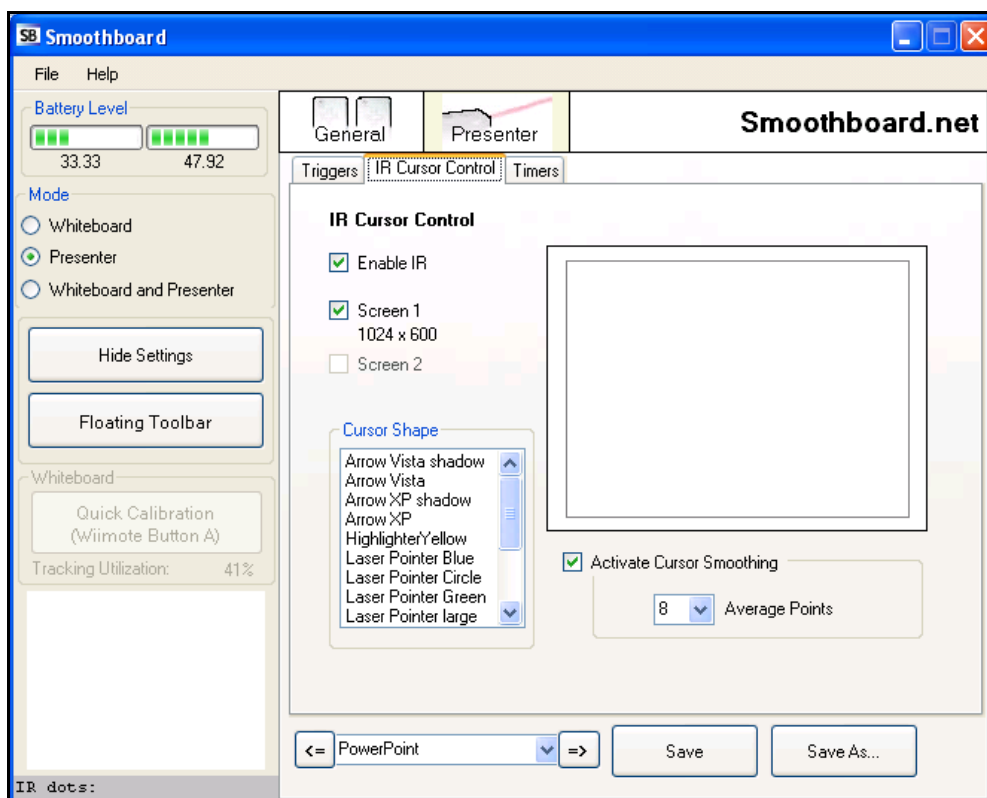 SB Smoothboard
File Help
Battery Level
33.33 47.92
Mode
Whiteboard
Presenter
Whiteboard and Presenter
Hide Settings
Floating Toolbar
Whiteboard
Quick Calibration
(Wiimote Button A)
Tracking Utilization: 41%
IR dots:
General Presenter Smoothboard.net
Triggers IR Cursor Control Timers
IR Cursor Control
Enable IR
Screen 1
1024 x 600
Screen 2
Cursor Shape
Arrow Vista shadow
Arrow Vista
Arrow XP shadow
Arrow XP
HighlighterYellow
Laser Pointer Blue
Laser Pointer Circle
Laser Pointer Green
Laser Pointer large
Activate Cursor Smoothing
8 Average Points
<= PowerPoint => Save Save As...